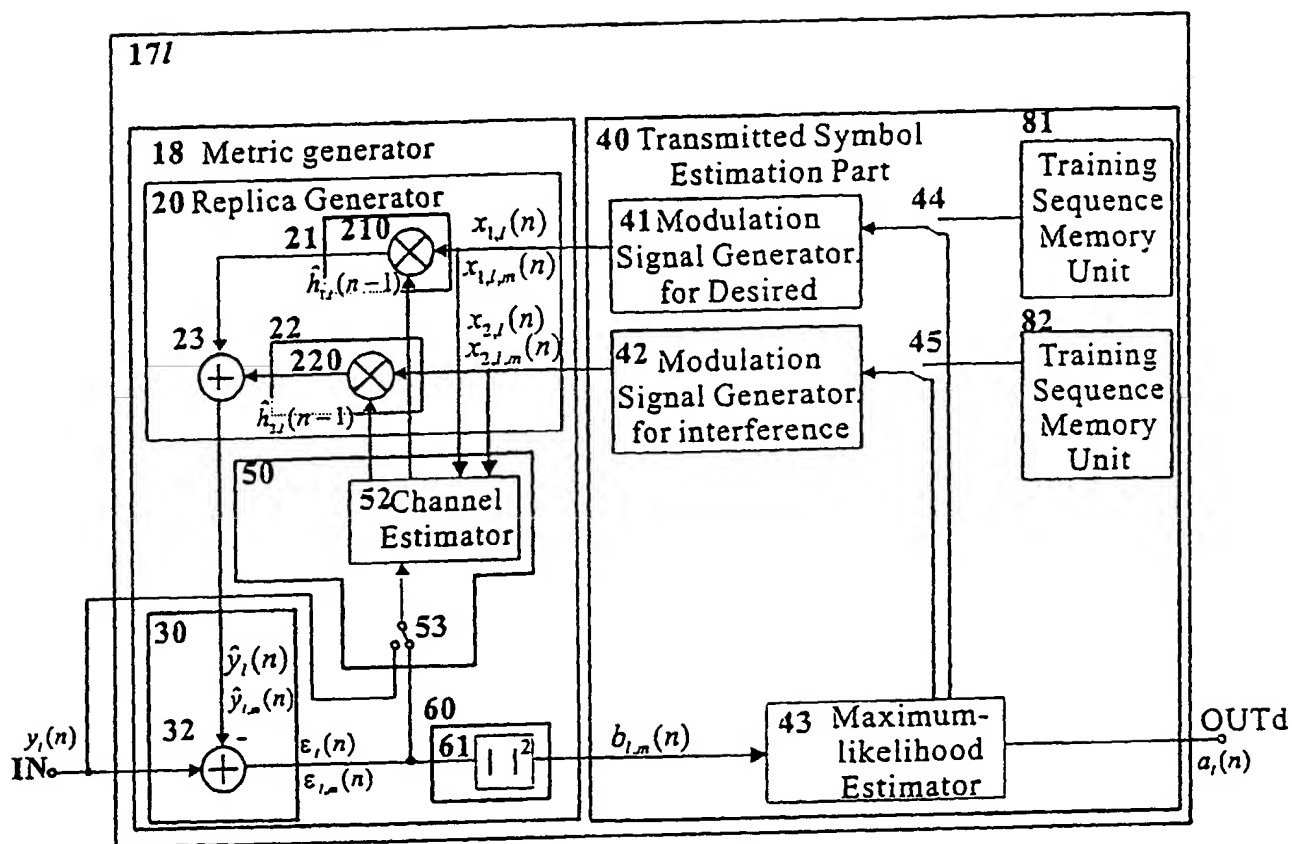 17l
18 Metric generator
20 Replica Generator
21
210
x₁,ₗ(n)
x₁,ₗ,ₘ(n)
ĥ₁,ₗ(n−1)
x₂,ₗ(n)
x₂,ₗ,ₘ(n)
22
23
220
+
ĥ₂,ₗ(n−1)
50
52 Channel
Estimator
53
30
ŷₗ(n)
ŷₗ,ₘ(n)
32
-
+
yₗ(n)
IN
εₗ(n)
εₗ,ₘ(n)
60
61 | |²
bₗ,ₘ(n)
40 Transmitted Symbol
Estimation Part
41 Modulation
Signal Generator
for Desired
42 Modulation
Signal Generator
for interference
44
45
81
Training
Sequence
Memory
Unit
82
Training
Sequence
Memory
Unit
43 Maximum-
likelihood
Estimator
OUTd
aₗ(n)